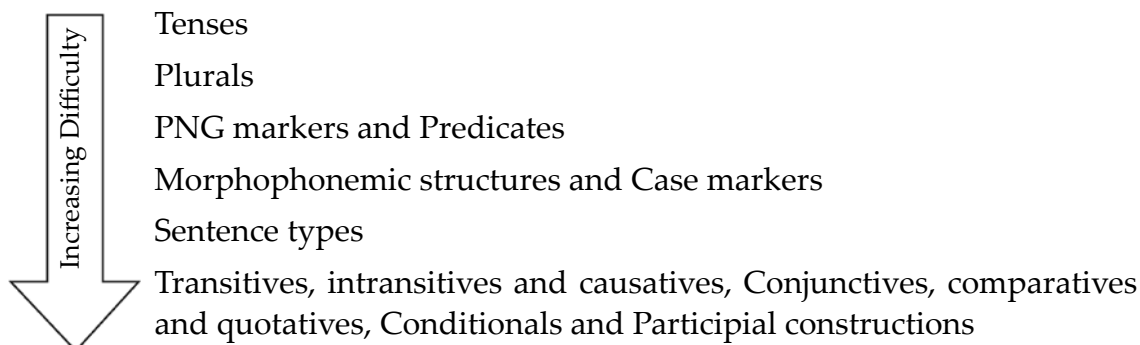 Increasing Difficulty
Tenses
Plurals
PNG markers and Predicates
Morphophonemic structures and Case markers
Sentence types
Transitives, intransitives and causatives, Conjunctives, comparatives
and quotatives, Conditionals and Participial constructions